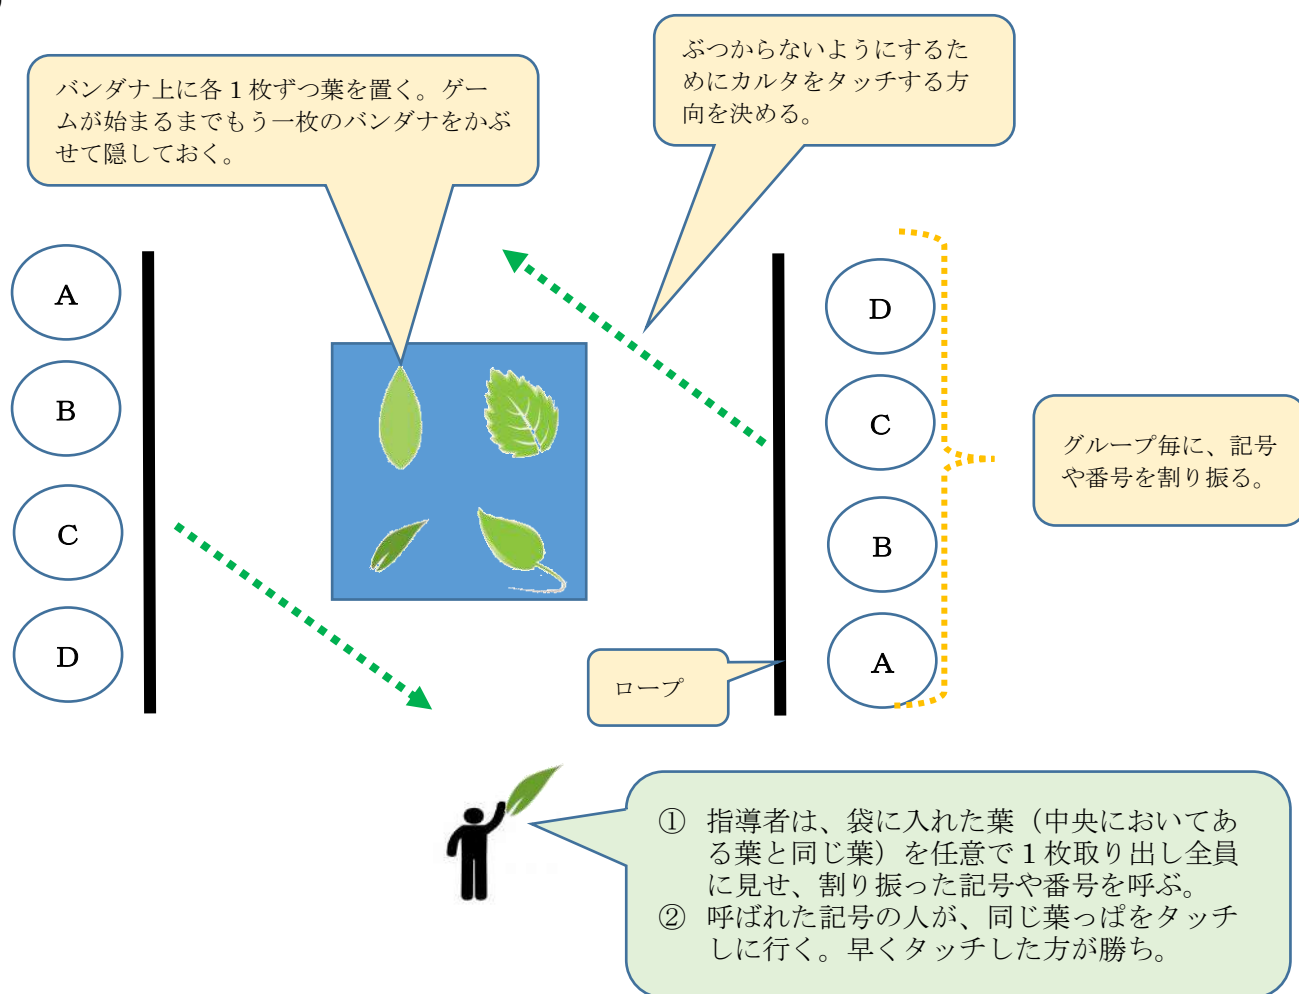 バンダナ上に各 1 枚ずつ葉を置く。ゲー
ムが始まるまでもう一枚のバンダナをかぶ
せて隠しておく。
ぶつからないようにするた
めにカルタをタッチする方
向を決める。
A
B
C
D
D
C
B
A
グループ毎に、記号
や番号を割り振る。
ロープ
① 指導者は、袋に入れた葉（中央においてあ
る葉と同じ葉）を任意で 1 枚取り出し全員
に見せ、割り振った記号や番号を呼ぶ。
② 呼ばれた記号の人が、同じ葉っぱをタッチ
しに行く。早くタッチした方が勝ち。